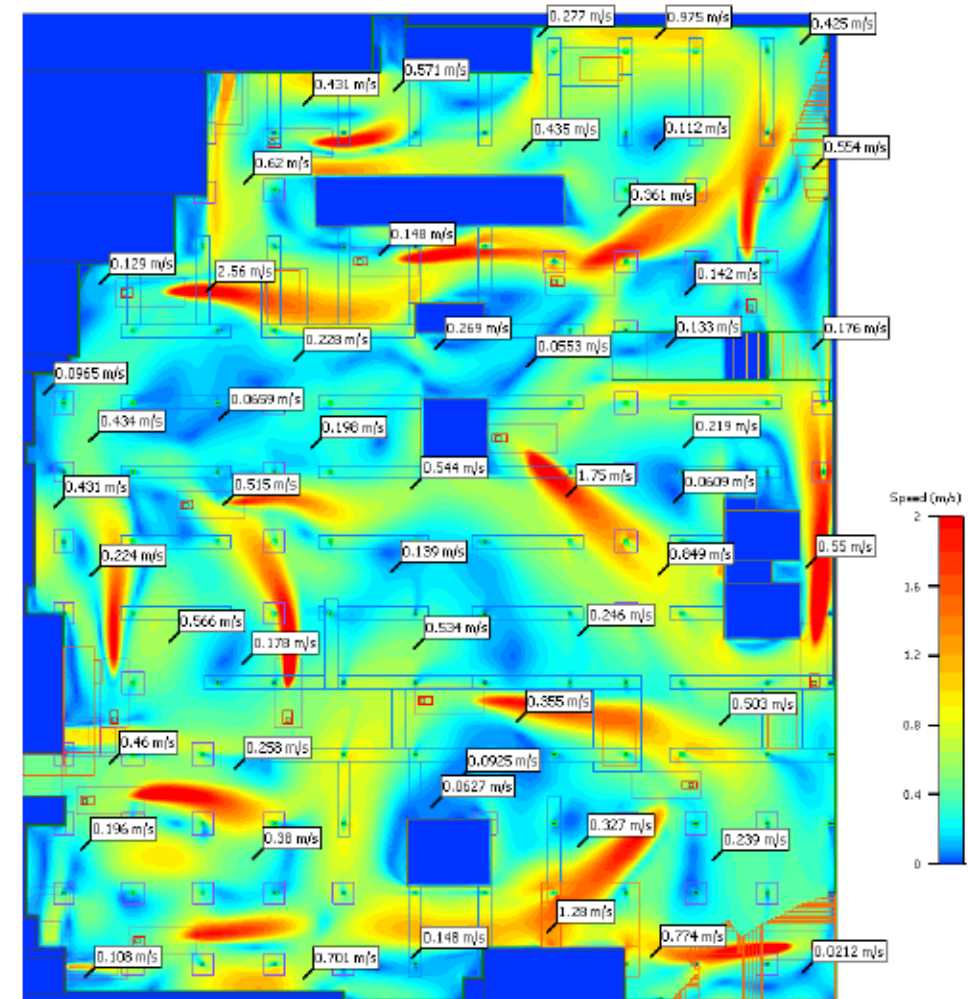 0.277 m/s
0.975 m/s
0.425 m/s
0.431 m/s
0.571 m/s
0.435 m/s
0.112 m/s
0.554 m/s
0.62 m/s
0.361 m/s
0.148 m/s
0.129 m/s
2.56 m/s
0.142 m/s
0.228 m/s
0.269 m/s
0.0553 m/s
0.133 m/s
0.176 m/s
0.0965 m/s
0.0659 m/s
0.434 m/s
0.198 m/s
0.219 m/s
0.431 m/s
0.515 m/s
0.544 m/s
1.75 m/s
0.0609 m/s
Speed (m/s)
2
1.6
1.2
0.8
0.4
0
0.224 m/s
0.139 m/s
0.849 m/s
0.55 m/s
0.566 m/s
0.178 m/s
0.534 m/s
0.246 m/s
0.355 m/s
0.503 m/s
0.46 m/s
0.258 m/s
0.0925 m/s
0.0627 m/s
0.196 m/s
0.38 m/s
0.327 m/s
0.239 m/s
1.28 m/s
0.108 m/s
0.701 m/s
0.148 m/s
0.774 m/s
0.0212 m/s